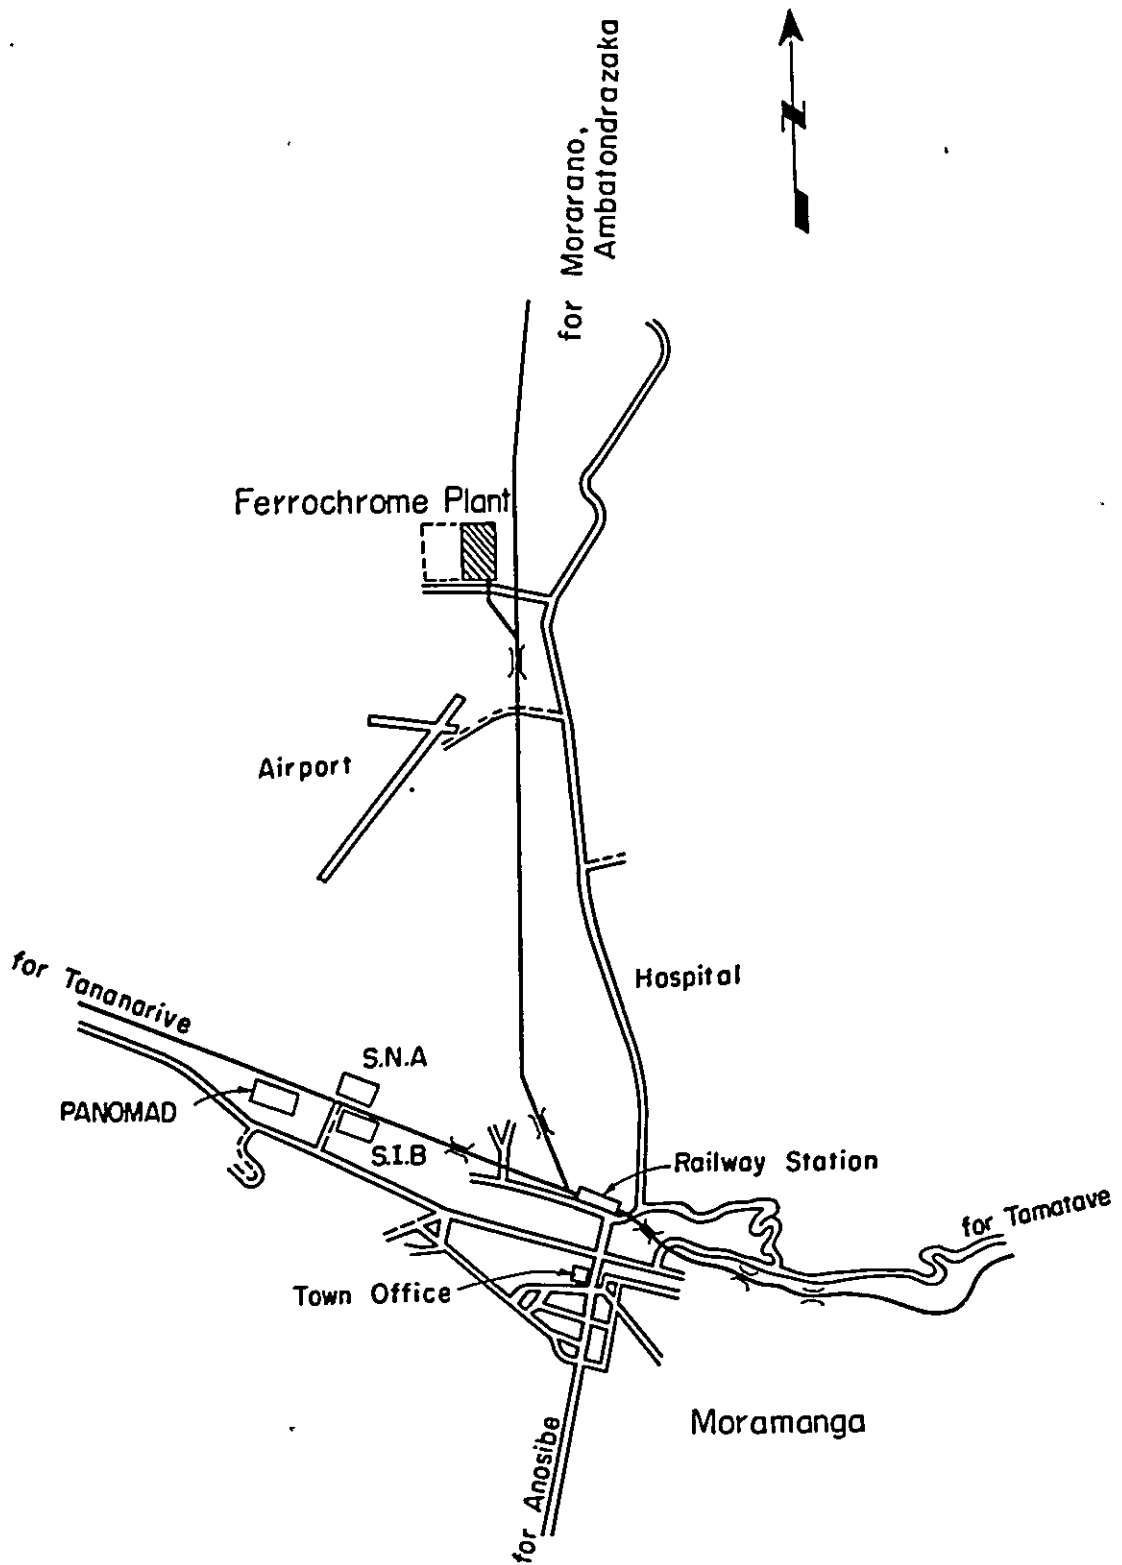 for Morarano,
Ambatondrazaka
N
Ferrochrome Plant
Airport
Hospital
for Tananarive
S.N.A
PANOMAD
S.I.B
Railway Station
for Tamatave
Town Office
Moramanga
for Anosibe